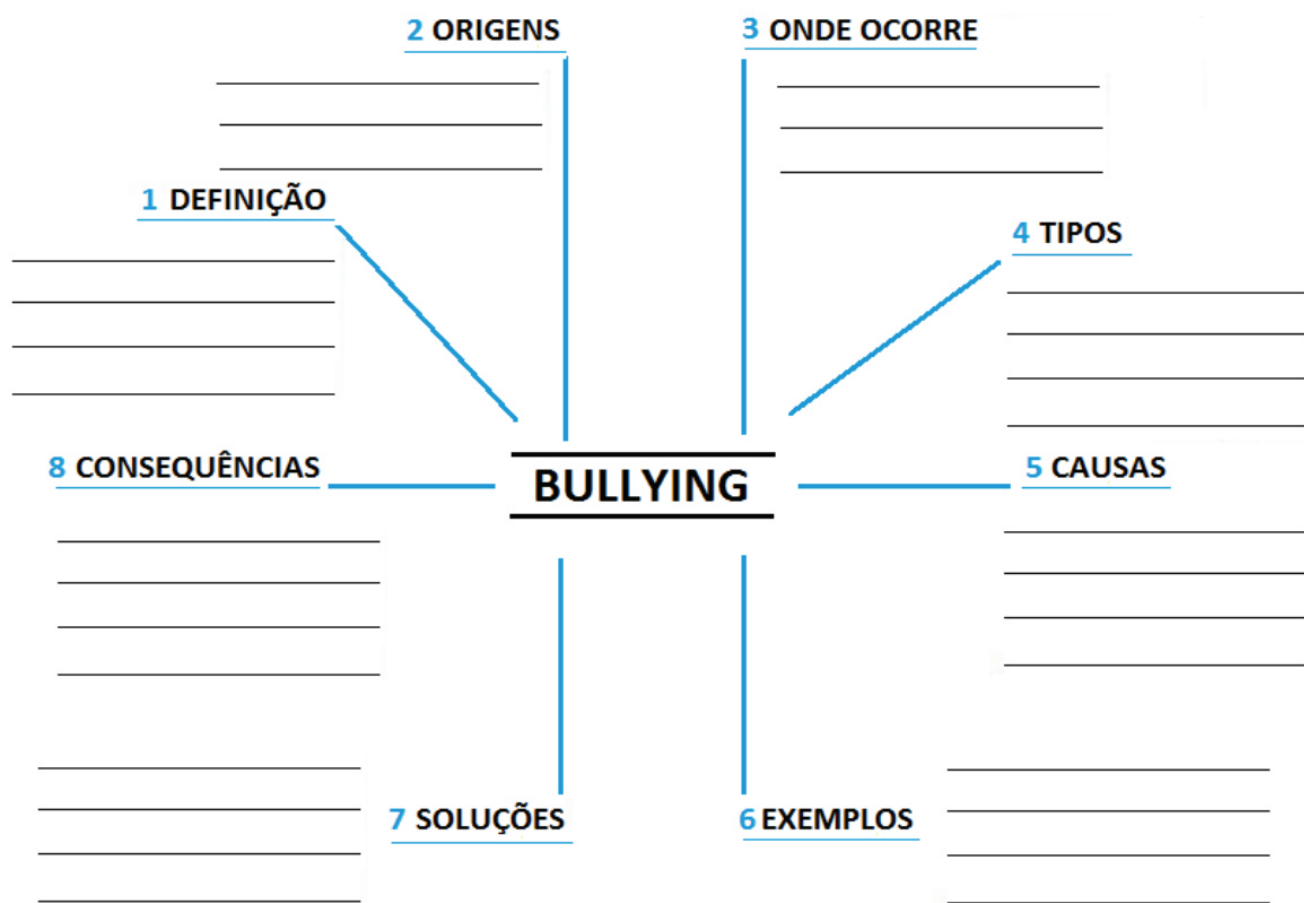 2 ORIGENS
3 ONDE OCORRE
1 DEFINIÇÃO
4 TIPOS
8 CONSEQUÊNCIAS
BULLYING
5 CAUSAS
7 SOLUÇÕES
6 EXEMPLOS